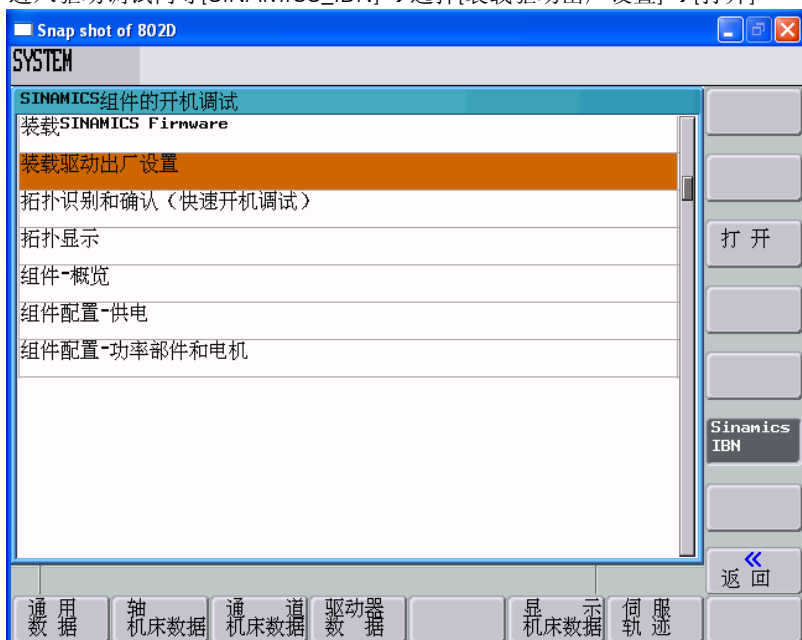 Snap shot of 802D
SYSTEM
SINAMICS组件的开机调试
装载SINAMICS Firmware
装载驱动出厂设置
拓扑识别和确认（快速开机调试）
拓扑显示
组件-概览
组件配置-供电
组件配置-功率部件和电机
打 开
Sinamics
IBN
«
返 回
通 用
数 据
轴
机床数据
通 道
机床数据
驱动器
数 据
显 示
机床数据
伺 服
轨 迹